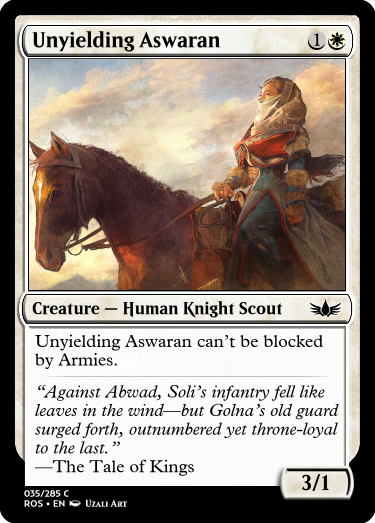 Unyielding Aswaran 1
Creature — Human Knight Scout
Unyielding Aswaran can't be blocked
by Armies.
“Against Abwad, Soli's infantry fell like
leaves in the wind—but Golna's old guard
surged forth, outnumbered yet throne-loyal
to the last.”
—The Tale of Kings
3/1
035/285 C
ROS • EN Uzali Art